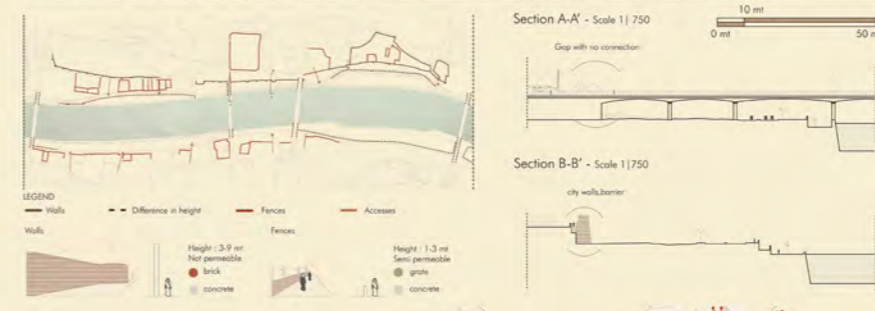 Section A-A' - Scale 1| 750
10 mt
0 mt
50 m
Gap with no connection
Section B-B' - Scale 1|750
city walls,barrier
LEGEND
Walls
Difference in height
Fences
Accesses
Walls
Height : 3-9 mt
Not permeable
brick
concrete
Fences
Height : 1-3 mt
Semi permeable
grate
concrete